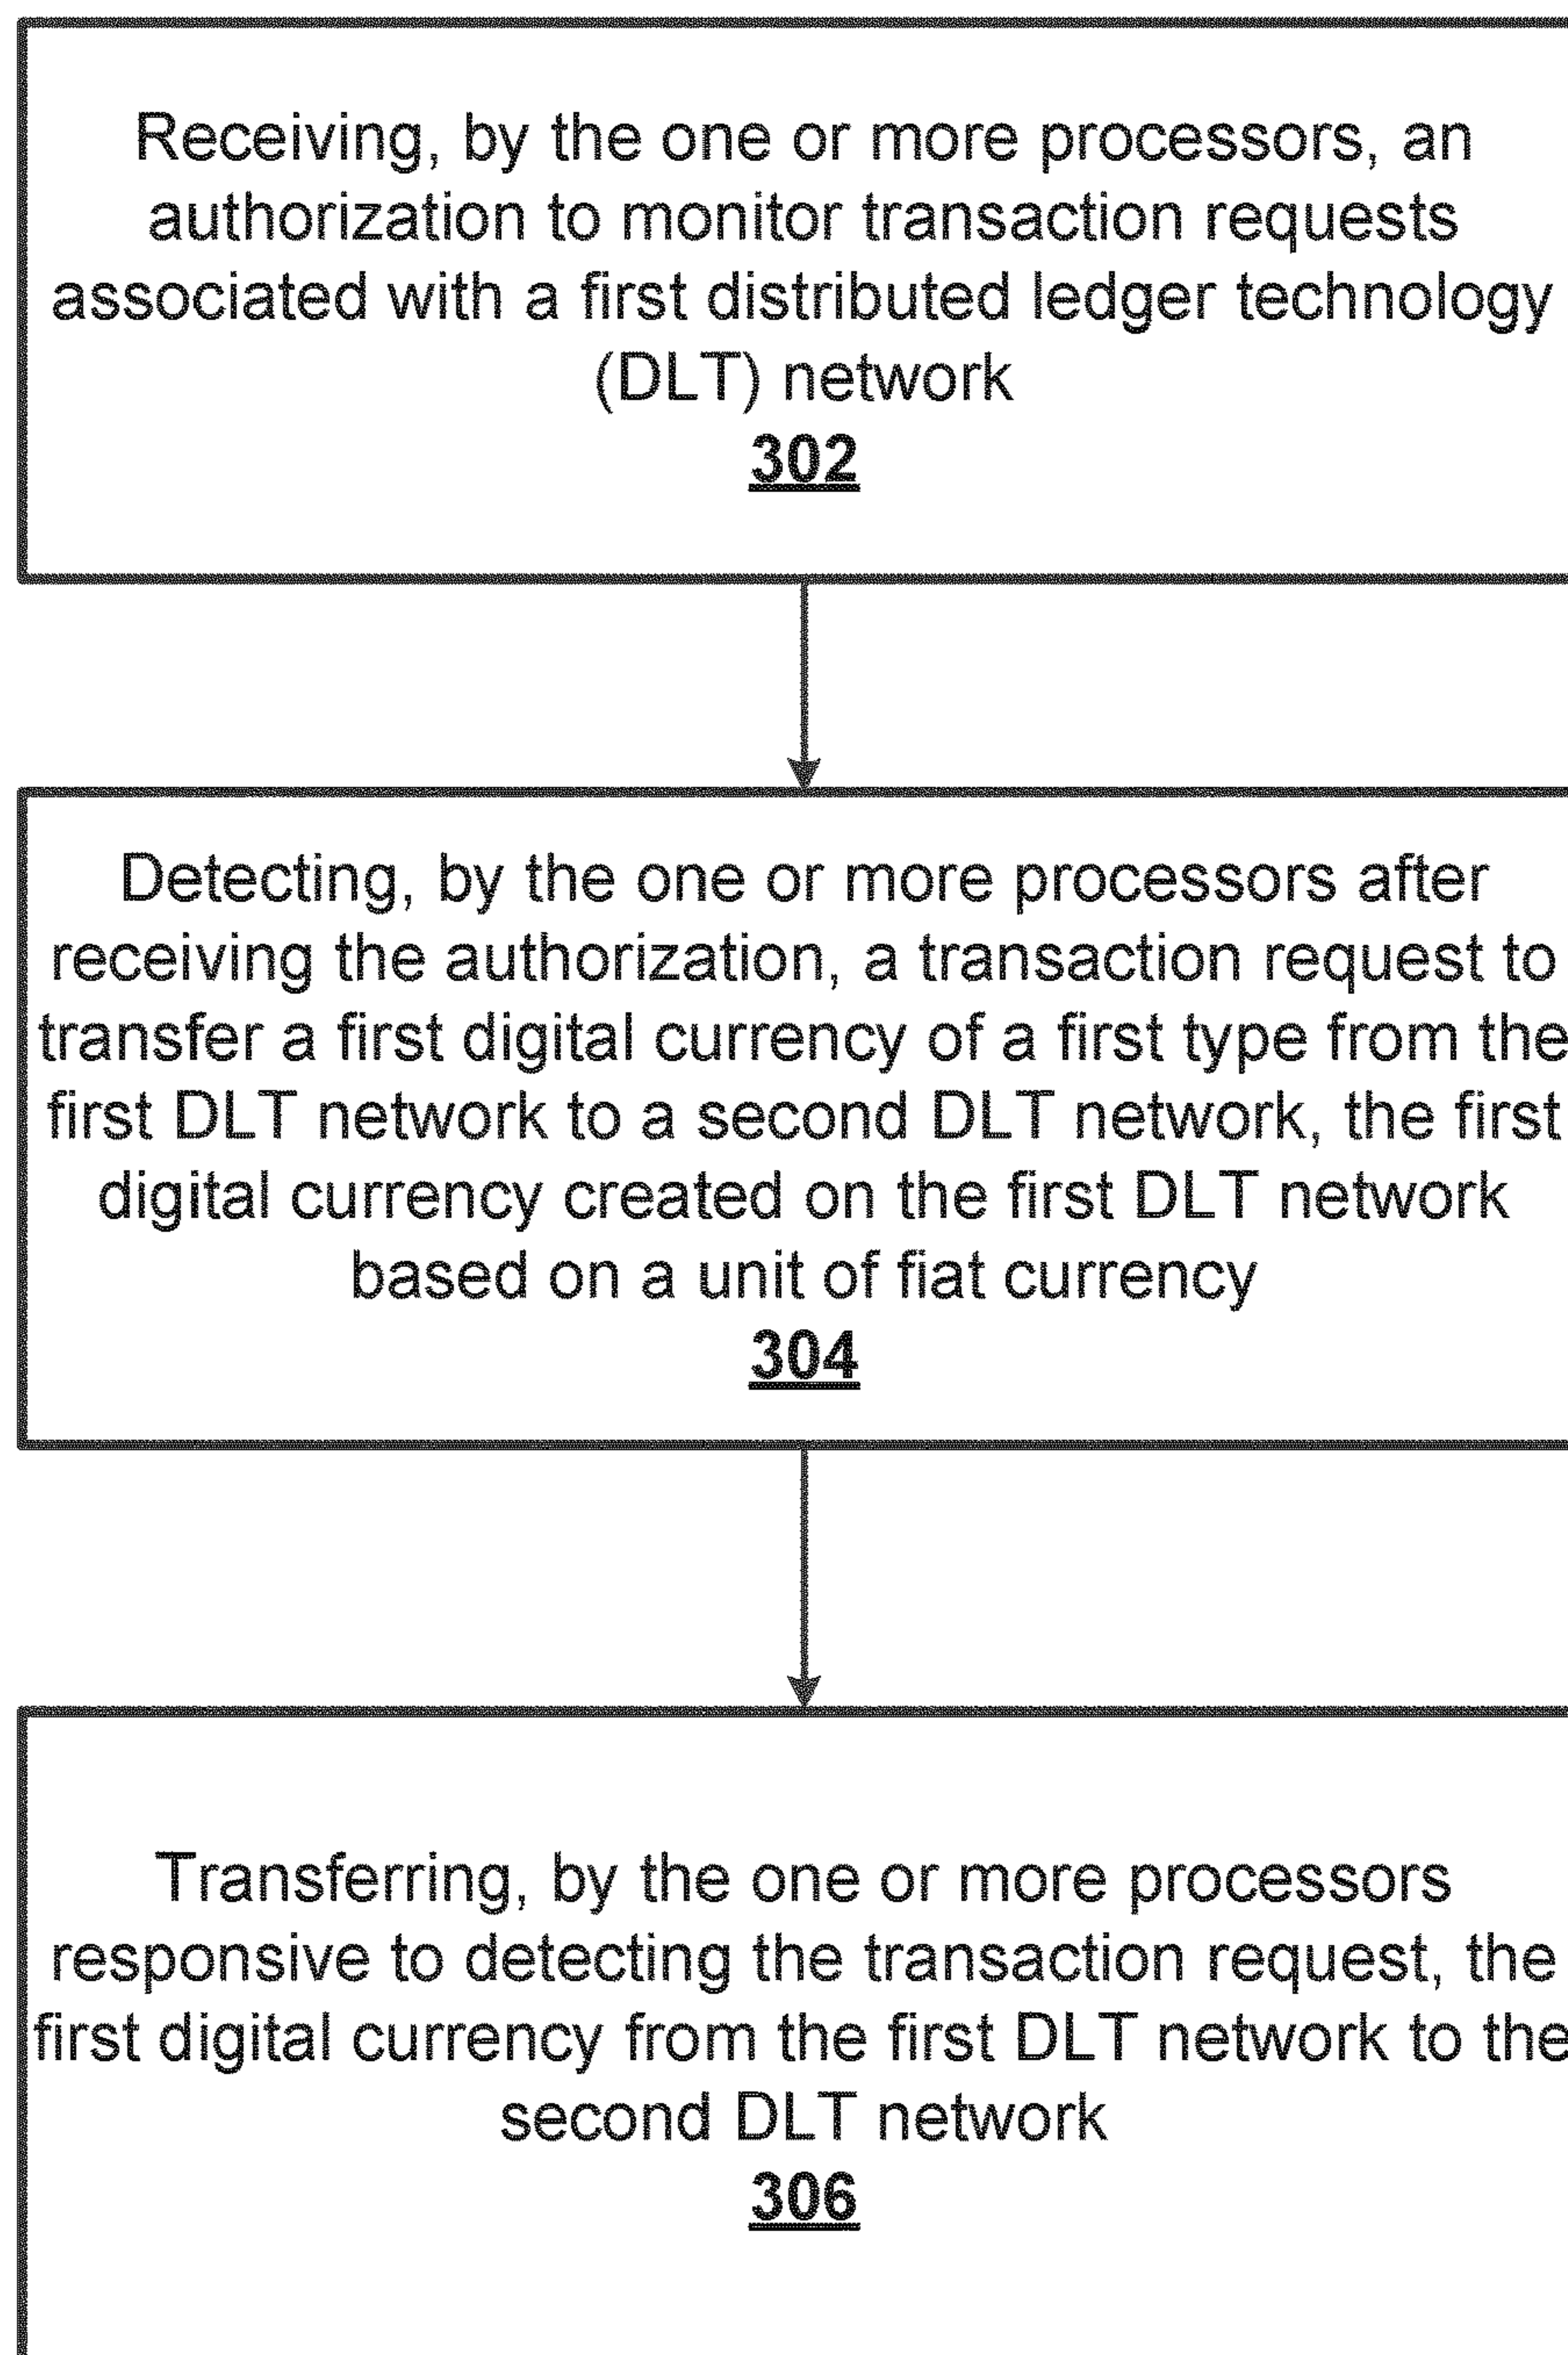 Receiving, by the one or more processors, an
authorization to monitor transaction requests
associated with a first distributed ledger technology
(DLT) network
302
Detecting, by the one or more processors after
receiving the authorization, a transaction request to
transfer a first digital currency of a first type from the
first DLT network to a second DLT network, the first
digital currency created on the first DLT network
based on a unit of fiat currency
304
Transferring, by the one or more processors
responsive to detecting the transaction request, the
first digital currency from the first DLT network to the
second DLT network
306